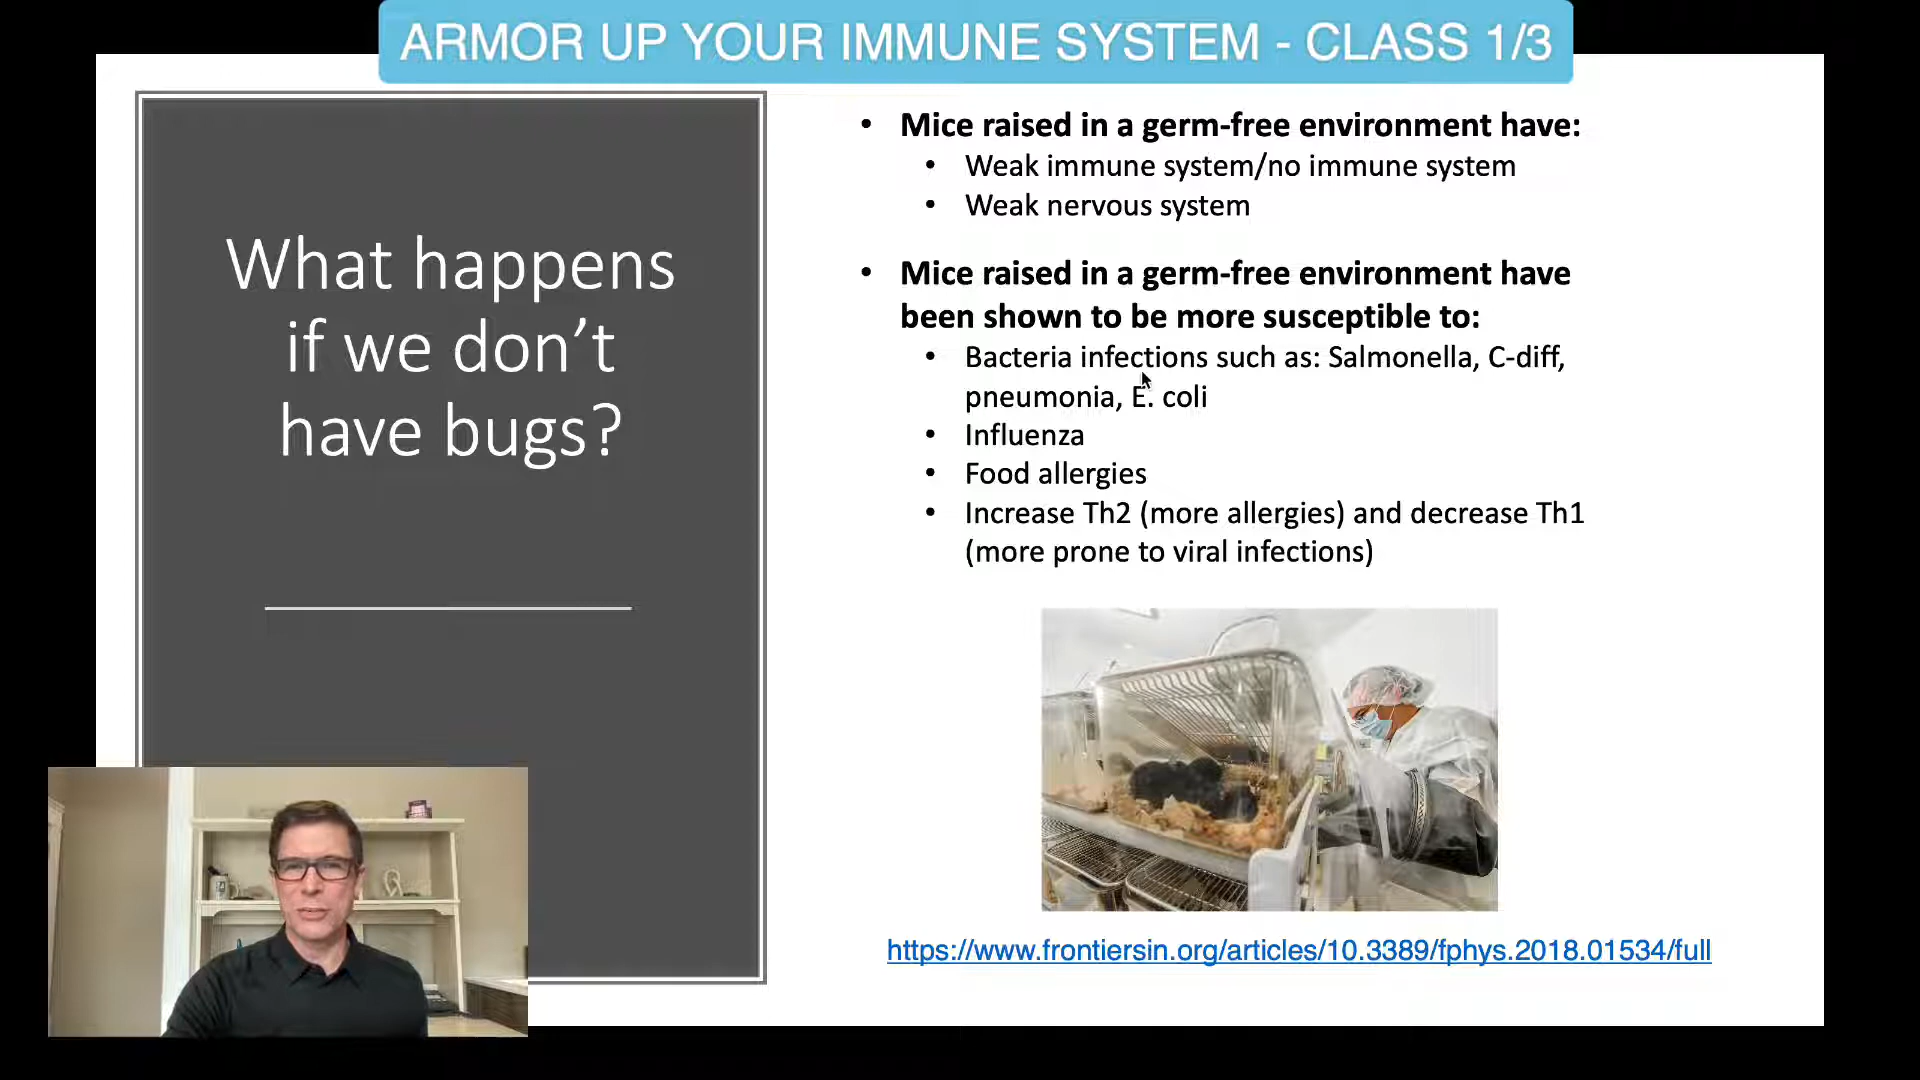 ARMOR UP YOUR IMMUNE SYSTEM - CLASS 1/3
What happens
if we don’t
have bugs?
• Mice raised in a germ-free environment have:
• Weak immune system/no immune system
• Weak nervous system
• Mice raised in a germ-free environment have
been shown to be more susceptible to:
• Bacteria infections such as: Salmonella, C-diff,
pneumonia, E. coli
• Influenza
• Food allergies
• Increase Th2 (more allergies) and decrease Th1
(more prone to viral infections)
https://www.frontiersin.org/articles/10.3389/fphys.2018.01534/full